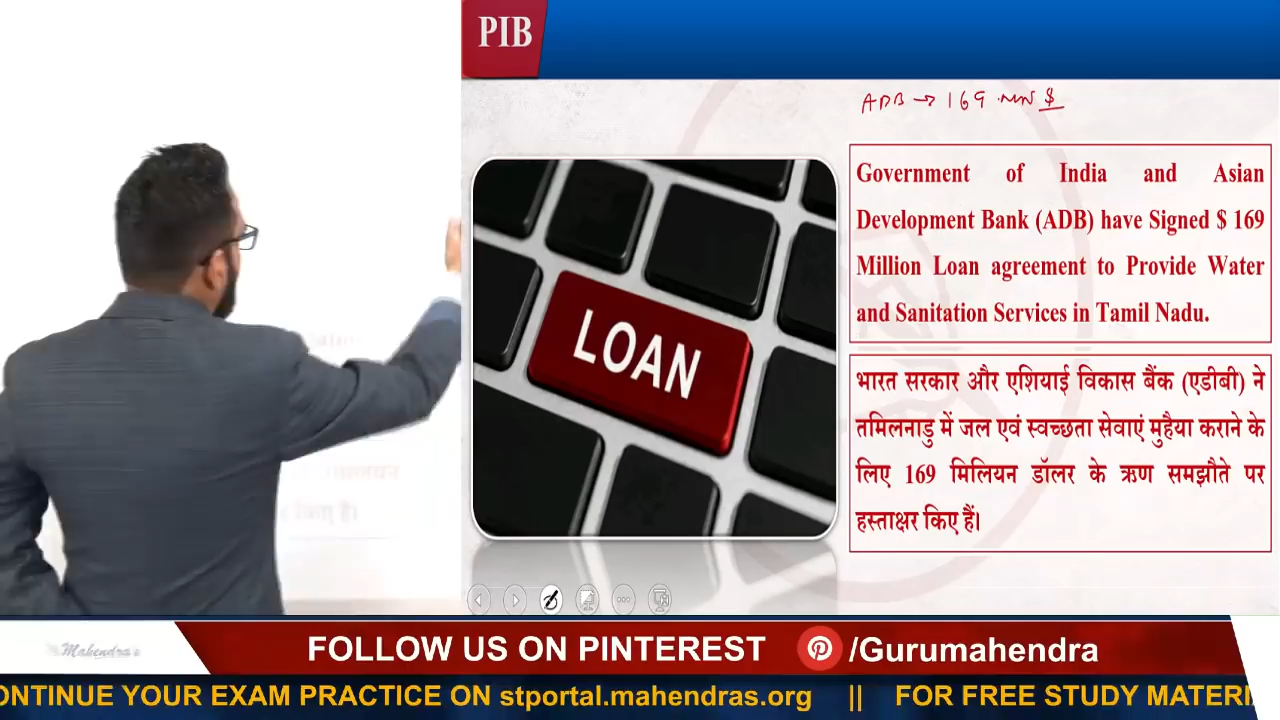 PIB
ADB → 169 MN $
Government of India and Asian
Development Bank (ADB) have Signed $ 169
Million Loan agreement to Provide Water
and Sanitation Services in Tamil Nadu.
LOAN
भारत सरकार और एशियाई विकास बैंक (एडीबी) ने
तमिलनाडु में जल एवं स्वच्छता सेवाएं मुहैया कराने के
लिए 169 मिलियन डॉलर के ऋण समझौते पर
हस्ताक्षर किए हैं।
Mahendra's
FOLLOW US ON PINTEREST /Gurumahendra
ONTINUE YOUR EXAM PRACTICE ON stportal.mahendras.org || FOR FREE STUDY MATERI